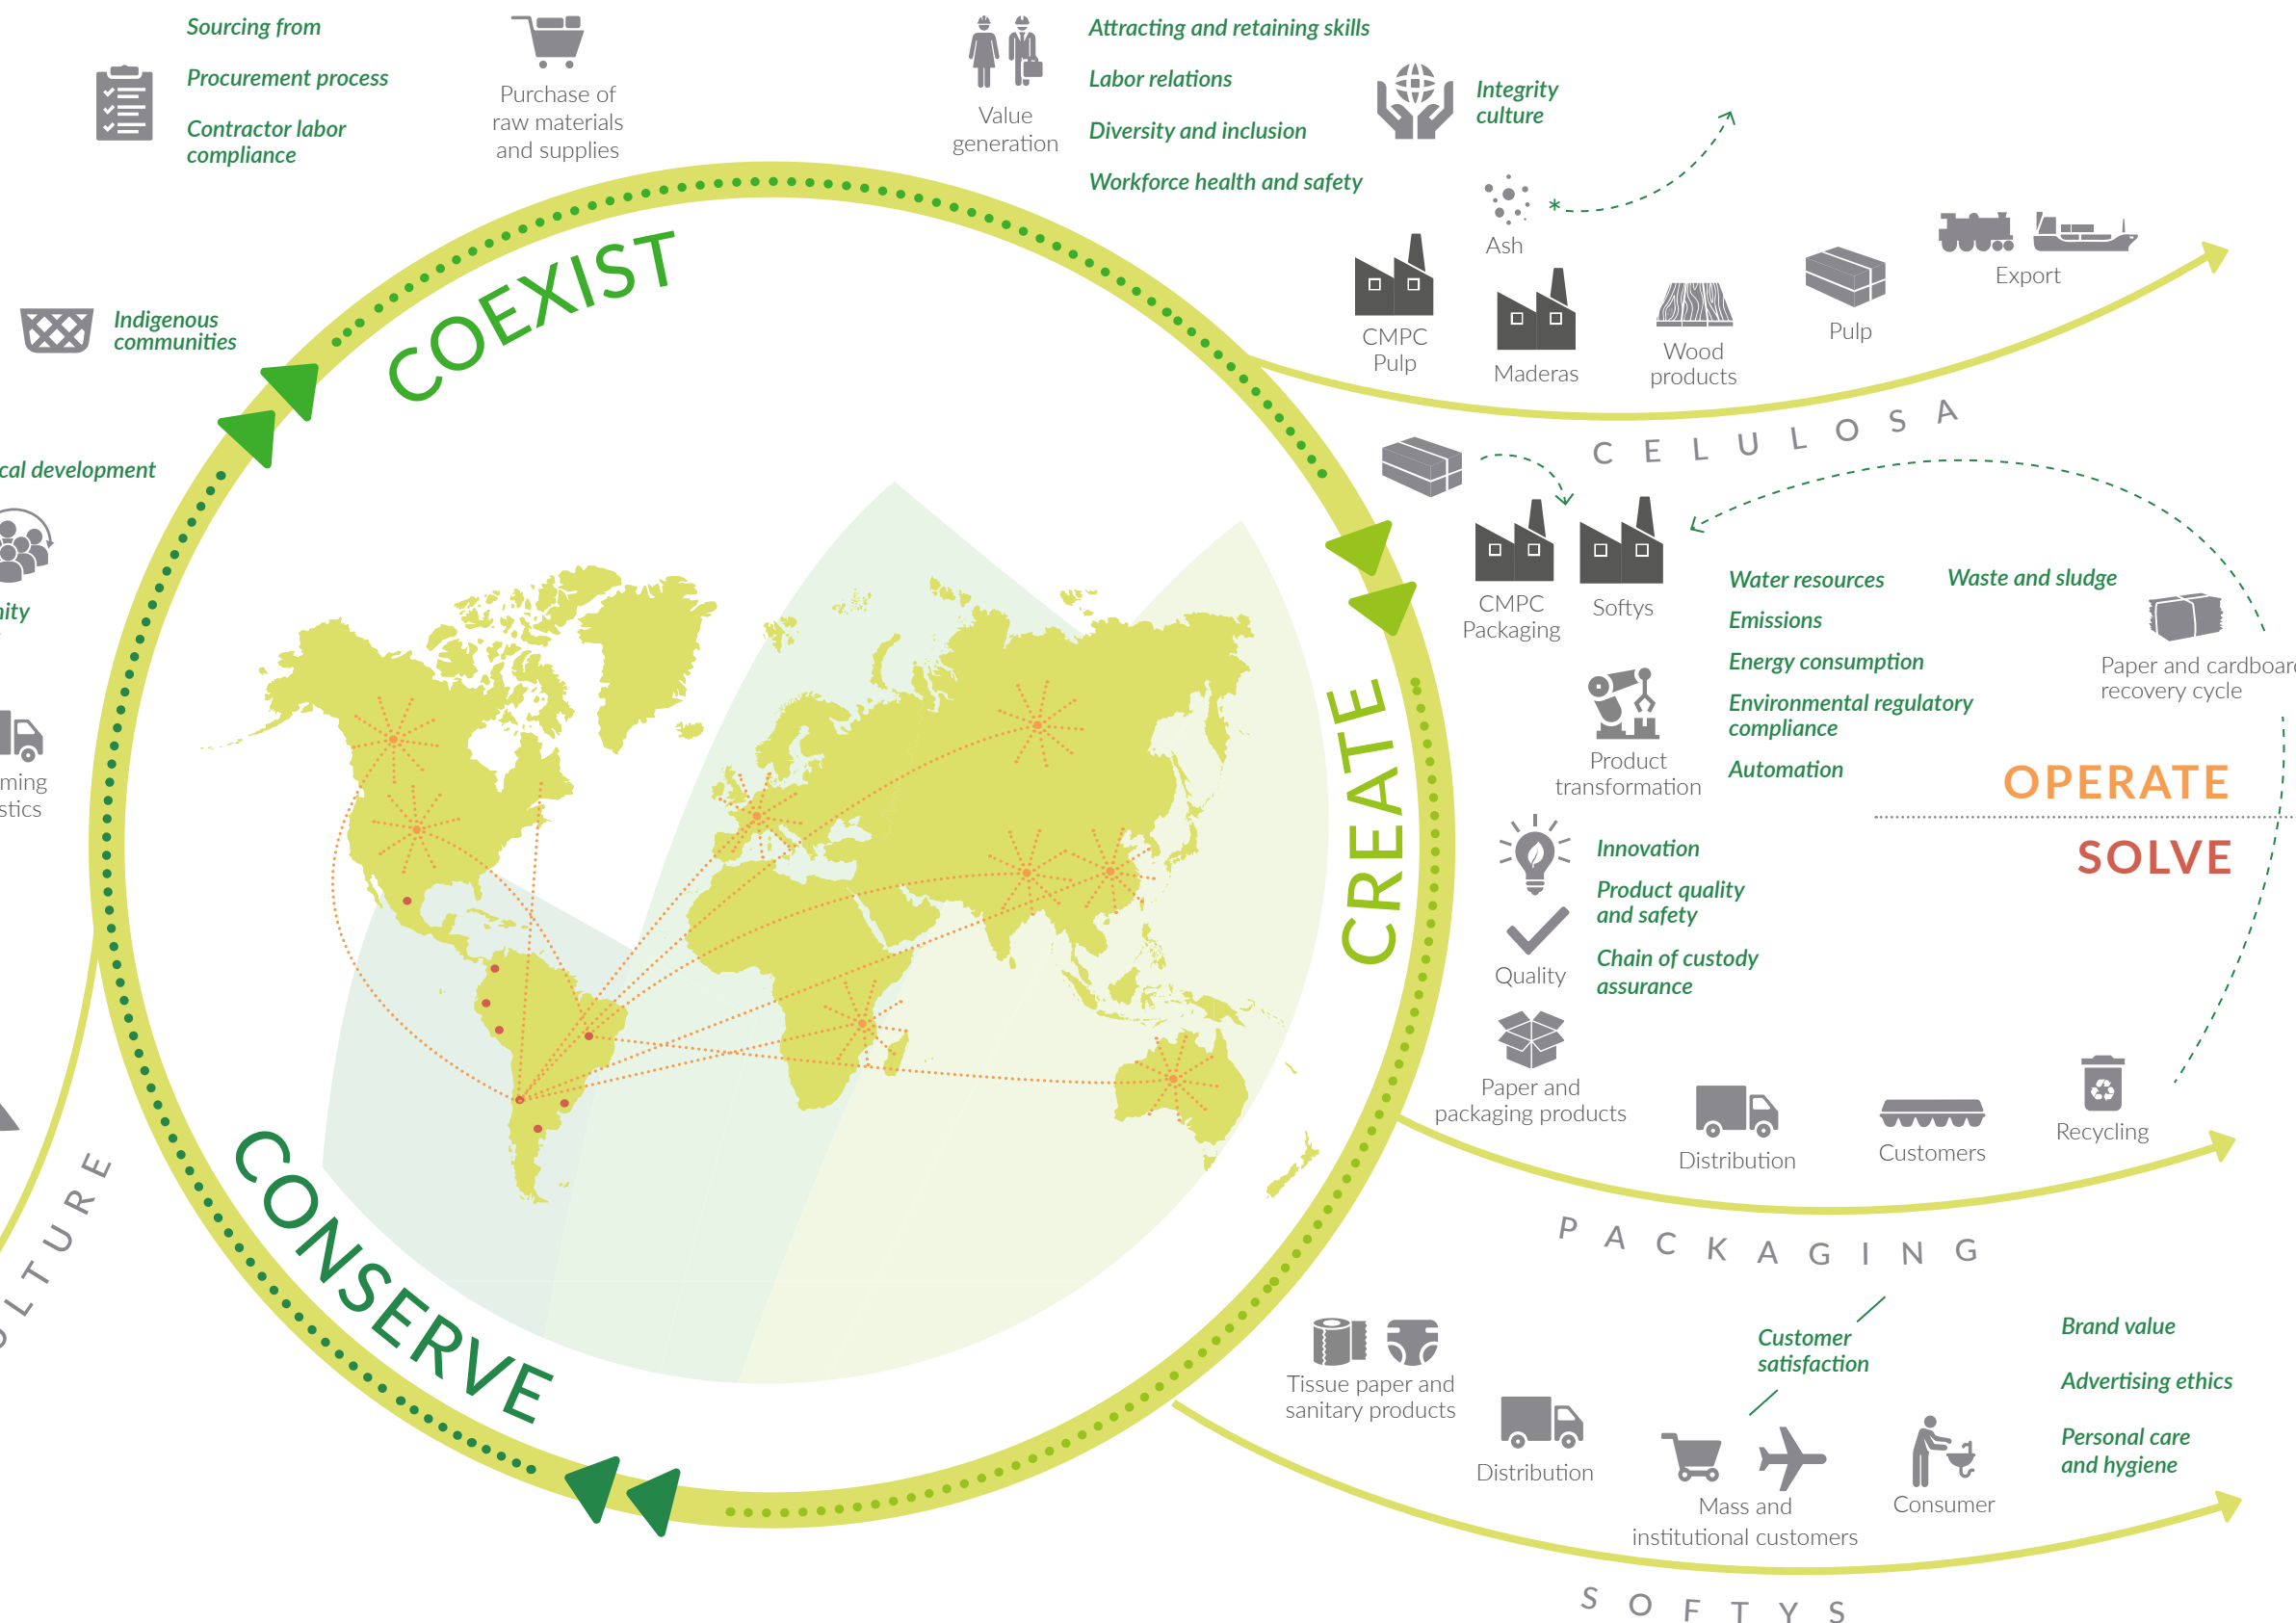 Sourcing from
Procurement process
Contractor labor
compliance
Purchase of
raw materials
and supplies
Value
generation
Attracting and retaining skills
Labor relations
Diversity and inclusion
Workforce health and safety
Integrity
culture
Ash
*
CMPC
Pulp
Maderas
Wood
products
Pulp
Export
CELULOSA
Indigenous
communities
cal development
nity
ming
stics
COEXIST
CREATE
CONSERVE
CMPC
Packaging
Softys
Water resources
Emissions
Energy consumption
Environmental regulatory
compliance
Automation
Waste and sludge
Paper and cardboar
recovery cycle
Product
transformation
OPERATE
SOLVE
Innovation
Product quality
and safety
Chain of custody
assurance
Quality
Paper and
packaging products
Distribution
Customers
Recycling
PACKAGING
LTURE
Customer
satisfaction
Brand value
Advertising ethics
Personal care
and hygiene
Tissue paper and
sanitary products
Distribution
Mass and
institutional customers
Consumer
SOFTYS